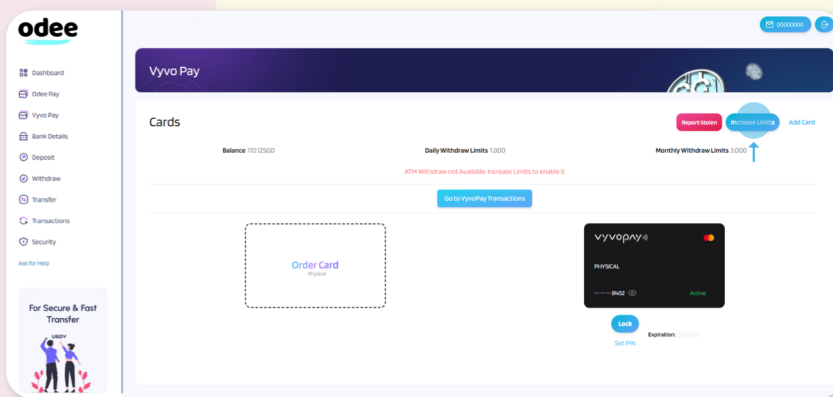 odee
00000000
Dashboard
Odee Pay
Vyvo Pay
Bank Details
Deposit
Withdraw
Transfer
Transactions
Security
Ask for Help
For Secure & Fast
Transfer
USDV
Vyvo Pay
Cards
Report Stolen
Increase Limits
Add Card
Balance 110.12SGD
Daily Withdraw Limits 1,000
Monthly Withdraw Limits 3,000
ATM Withdraw not Available: Increase Limits to enable it.
Go to VyvoPay Transactions
Order Card
Physical
vyvopay
PHYSICAL
Active
Lock
Set PIN
Expiration: